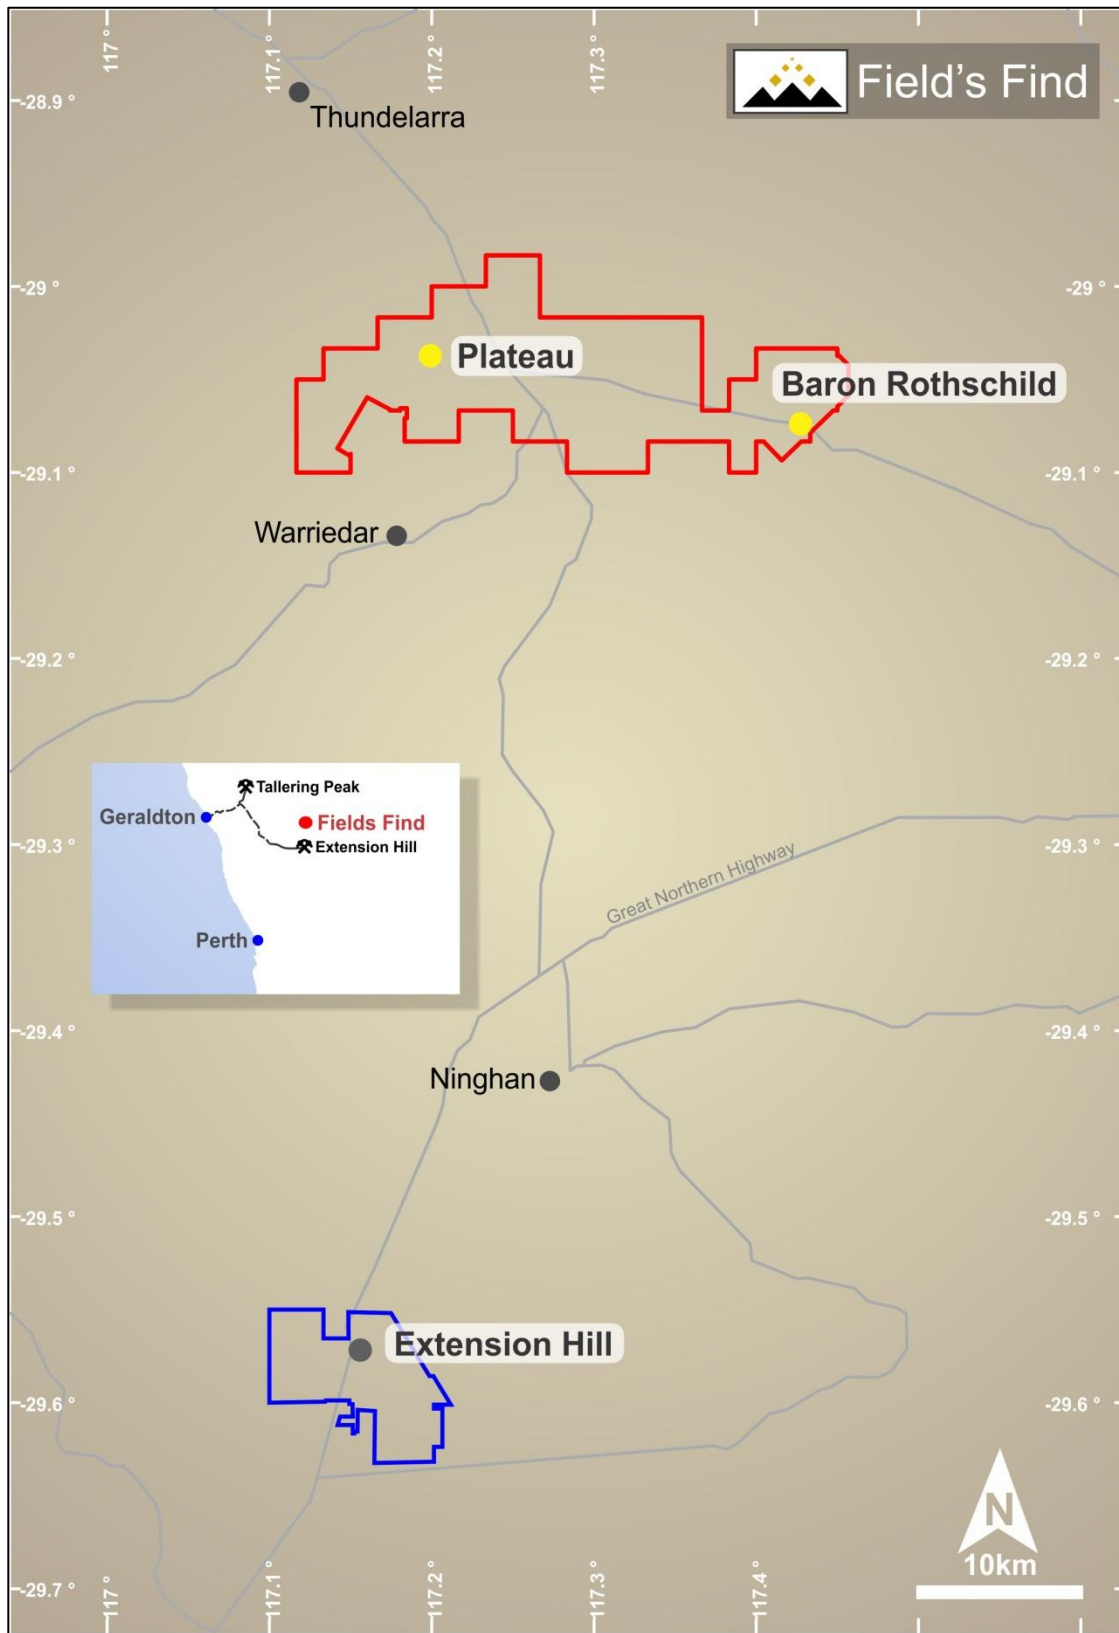 117 °
117.1 °
117.2 °
117.3 °
Field's Find
-28.9 °
Thundelarra
-29 °
-29 °
Plateau
Baron Rothschild
-29.1 °
-29.1 °
Warriedar
-29.2 °
-29.2 °
Tallering Peak
Geraldton
Fields Find
Extension Hill
Perth
-29.3 °
-29.3 °
Great Northern Highway
-29.4 °
-29.4 °
Ninghan
-29.5 °
-29.5 °
Extension Hill
-29.6 °
-29.6 °
N
10km
-29.7 °
117 °
117.1 °
117.2 °
117.3 °
117.4 °